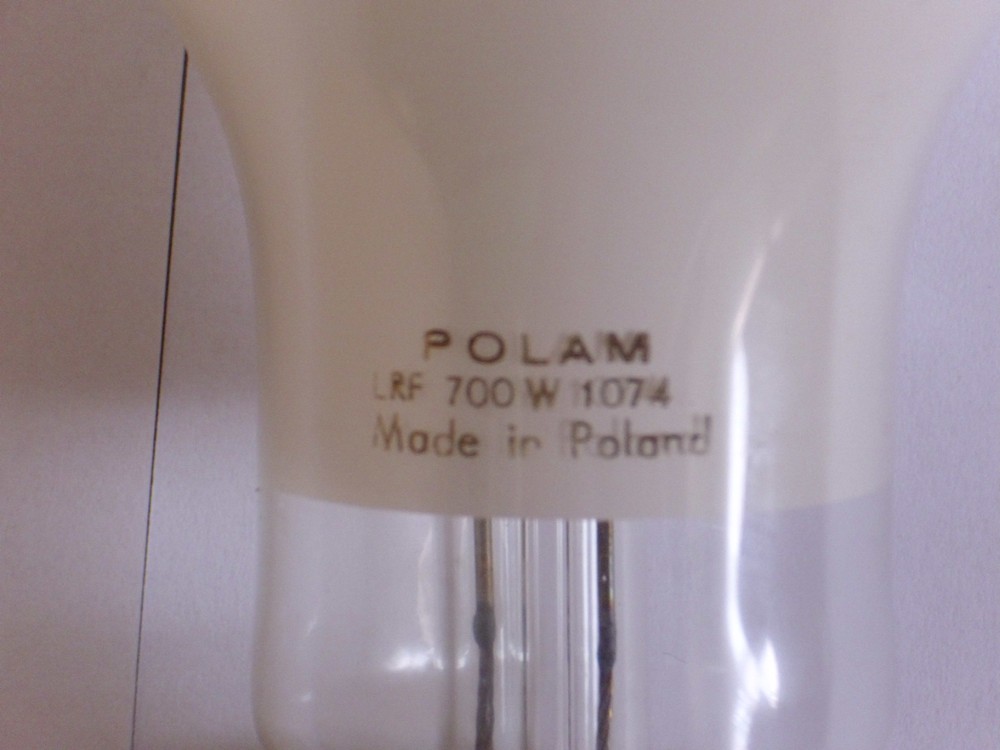 POLAM
LRF 700 W 1074
Made in Poland